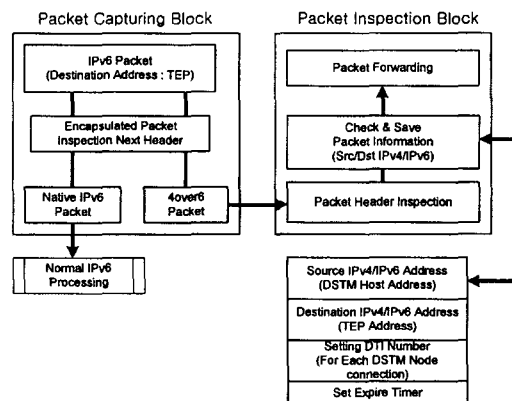 Packet Capturing Block
IPv6 Packet
(Destination Address : TEP)
Encapsulated Packet
Inspection Next Header
Native IPv6
Packet
4over6
Packet
Normal IPv6
Processing
Packet Inspection Block
Packet Forwarding
Check & Save
Packet Information
(Src/Dst IPv4/IPv6)
Packet Header Inspection
Source IPv4/IPv6 Address
(DSTM Host Address)
Destination IPv4/IPv6 Address
(TEP Address)
Setting DTI Number
(For Each DSTM Node
connection)
Set Expire Timer